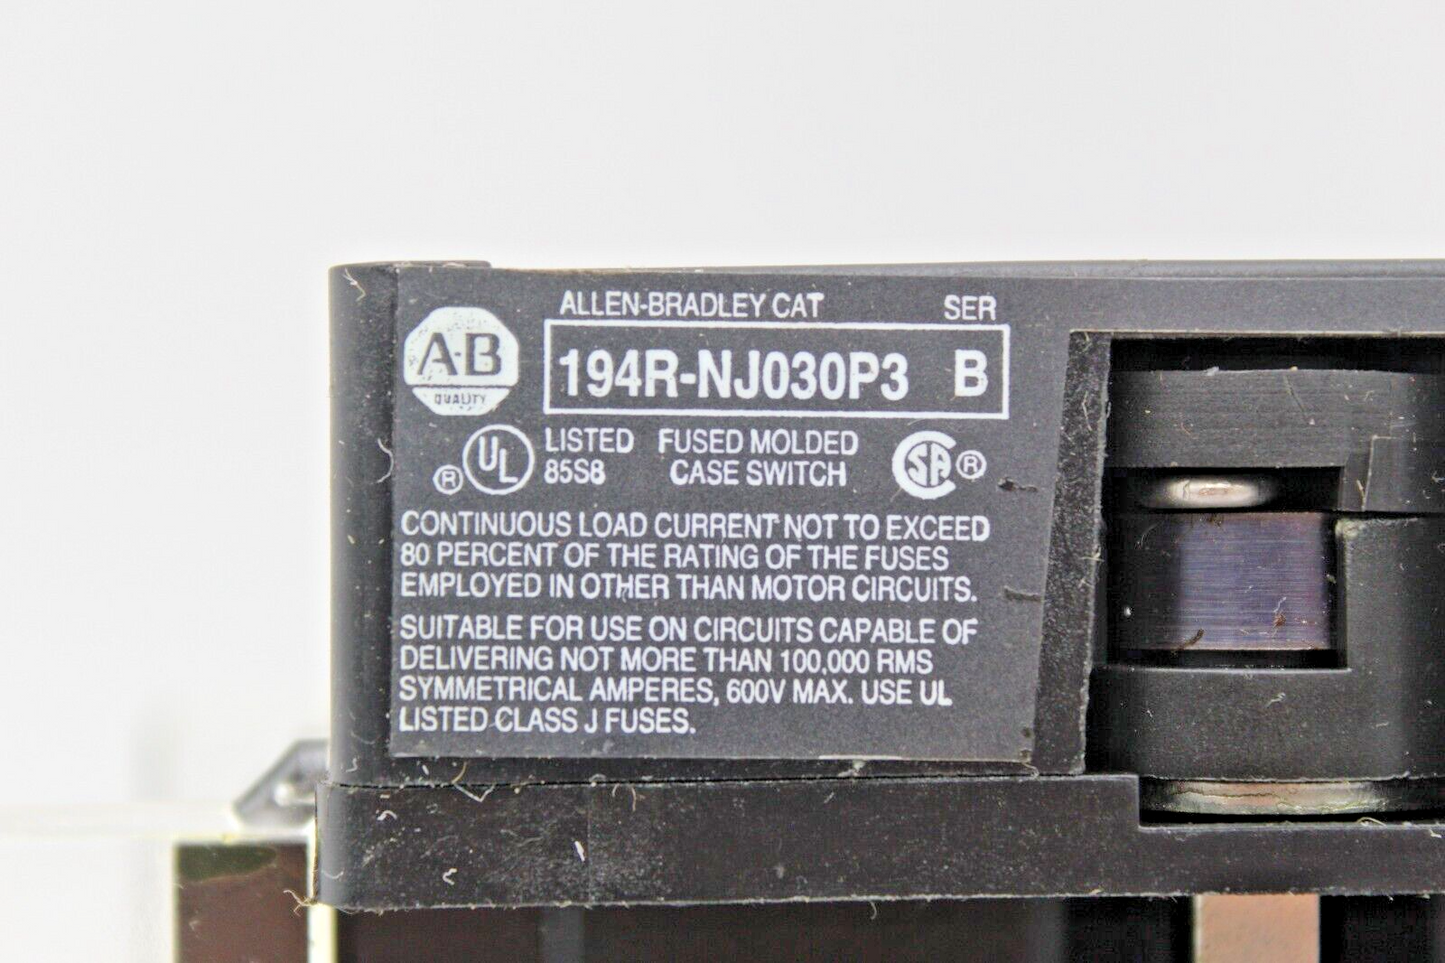 ALLEN-BRADLEY CAT SER
A-B
QUALITY
194R-NJ030P3 B
® UL LISTED FUSED MOLDED SA ®
85S8 CASE SWITCH
CONTINUOUS LOAD CURRENT NOT TO EXCEED
80 PERCENT OF THE RATING OF THE FUSES
EMPLOYED IN OTHER THAN MOTOR CIRCUITS.
SUITABLE FOR USE ON CIRCUITS CAPABLE OF
DELIVERING NOT MORE THAN 100,000 RMS
SYMMETRICAL AMPERES, 600V MAX. USE UL
LISTED CLASS J FUSES.